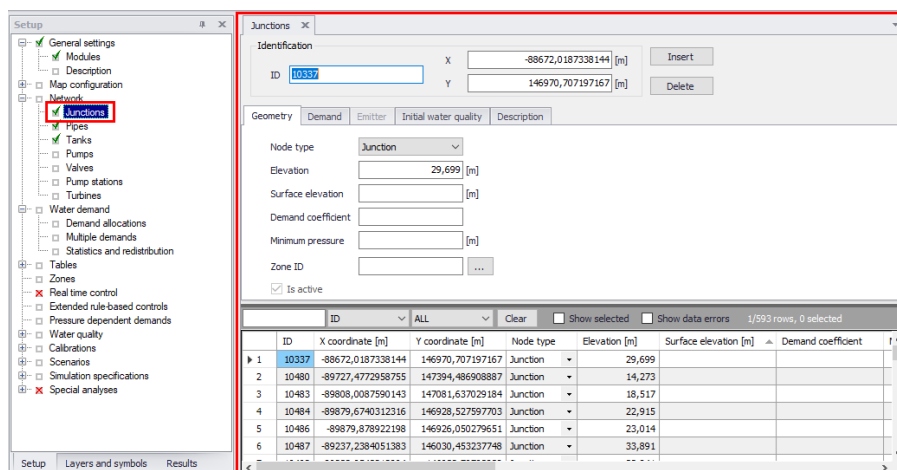 Setup
General settings
Modules
Description
Map configuration
Network
Junctions
Pipes
Tanks
Pumps
Valves
Pump stations
Turbines
Water demand
Demand allocations
Multiple demands
Statistics and redistribution
Tables
Zones
Real time control
Extended rule-based controls
Pressure dependent demands
Water quality
Calibrations
Scenarios
Simulation specifications
Special analyses
Setup Layers and symbols Results
Junctions
Identification
ID 10337
X -88672,0187338144 [m]
Y 146970,707197167 [m]
Insert
Delete
Geometry Demand Emitter Initial water quality Description
Node type Junction
Elevation 29,699 [m]
Surface elevation [m]
Demand coefficient
Minimum pressure [m]
Zone ID ...
Is active
ID ALL Clear Show selected Show data errors 1/593 rows, 0 selected
ID X coordinate [m] Y coordinate [m] Node type Elevation [m] Surface elevation [m] Demand coefficient
1 10337 -88672,0187338144 146970,707197167 Junction 29,699
2 10480 -89727,4772958755 147394,486908887 Junction 14,273
3 10483 -89808,0087590143 147081,637029184 Junction 18,517
4 10484 -89879,6740312316 146928,527597703 Junction 22,915
5 10486 -89879,878922198 146926,050279651 Junction 23,014
6 10487 -89237,2384051383 146030,453237748 Junction 33,891